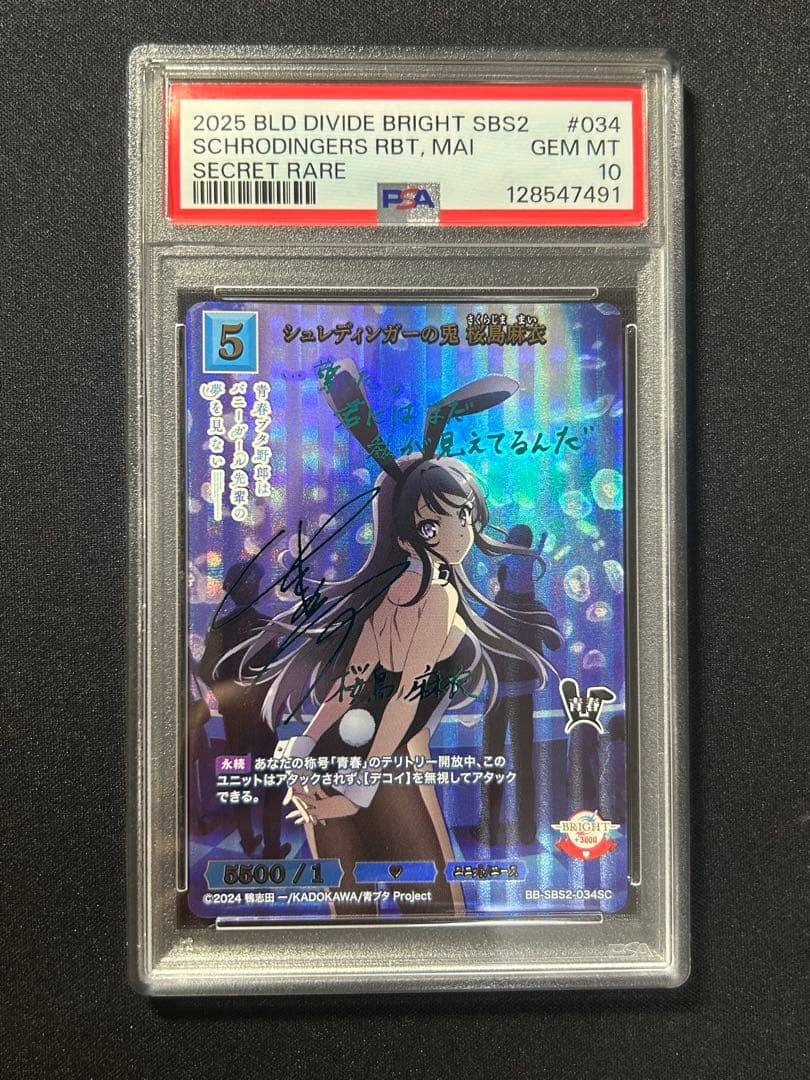 2025 BLD DIVIDE BRIGHT SBS2 #034
SCHRODINGERS RBT, MAI GEM MT
SECRET RARE 10
PSA 128547491
5
さくらじま まい
シュレディンガーの兎 桜島麻衣
青春ブタ野郎は
バニーガール先輩の
夢を見ない
君にはまだ
私が見えてるんだ
桜島 麻衣
青春
永続 あなたの称号「青春」のテリトリー開放中、この
ユニットはアタックされず、【デコイ】を無視してアタック
できる。
BRIGHT
+3000
5500 / 1
©2024 鴨志田 一/KADOKAWA/青ブタ Project
BB-SBS2-034SC